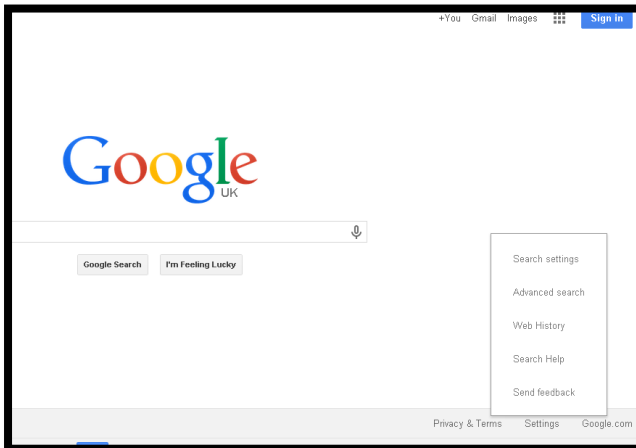 +You Gmail Images Sign in
Google
UK
Google Search I'm Feeling Lucky
Search settings
Advanced search
Web History
Search Help
Send feedback
Privacy & Terms Settings Google.com